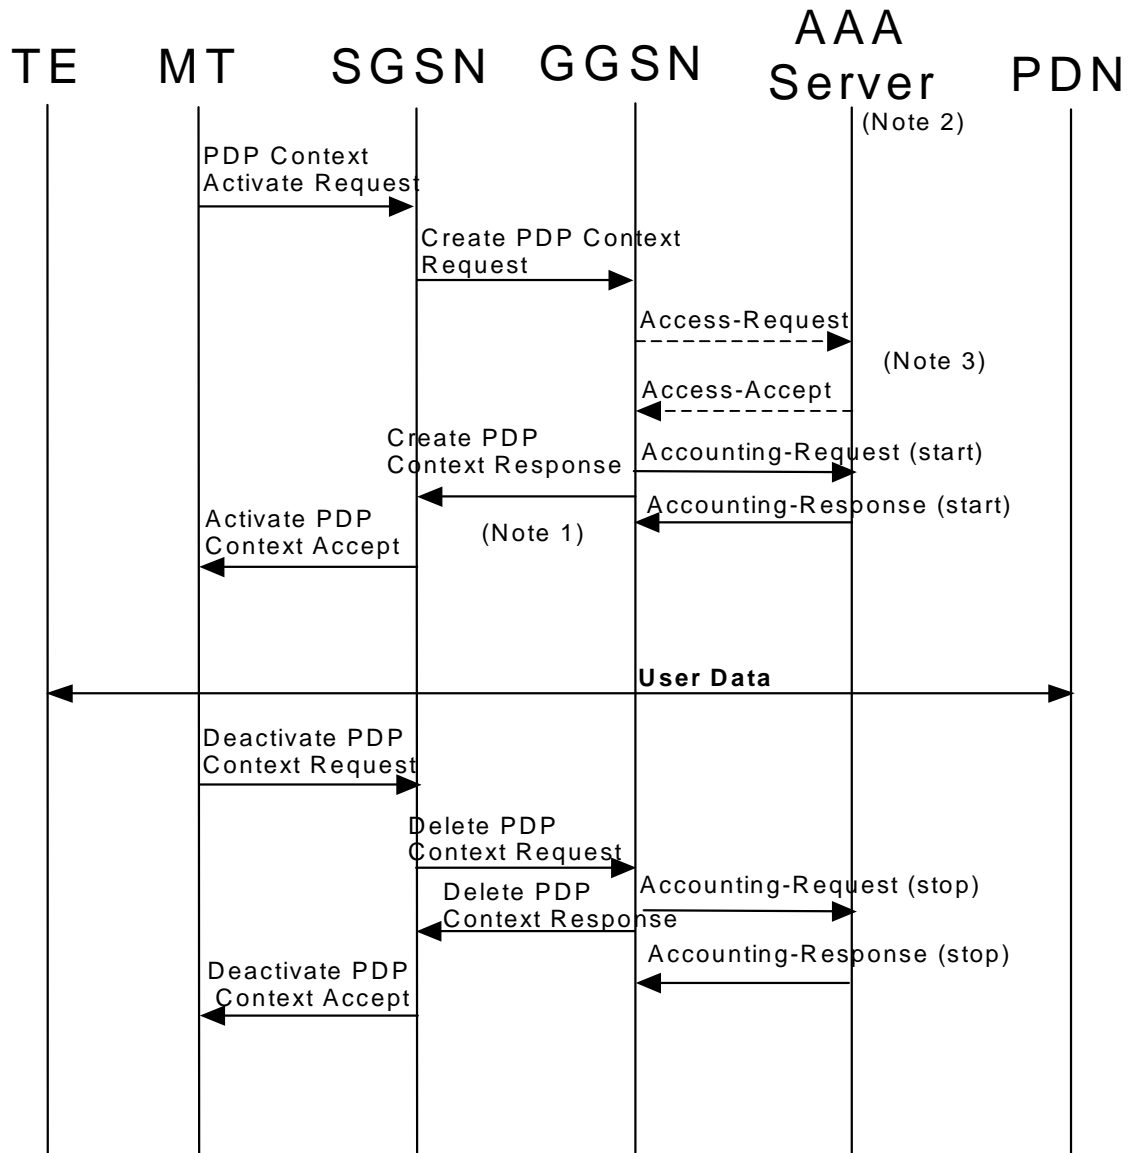 TE
MT
SGSN
GGSN
AAA
Server
PDN
(Note 2)
PDP Context
Activate Request
Create PDP Context
Request
Access-Request
(Note 3)
Access-Accept
Create PDP
Context Response
Accounting-Request (start)
Accounting-Response (start)
(Note 1)
Activate PDP
Context Accept
User Data
Deactivate PDP
Context Request
Delete PDP
Context Request
Accounting-Request (stop)
Delete PDP
Context Response
Accounting-Response (stop)
Deactivate PDP
Context Accept